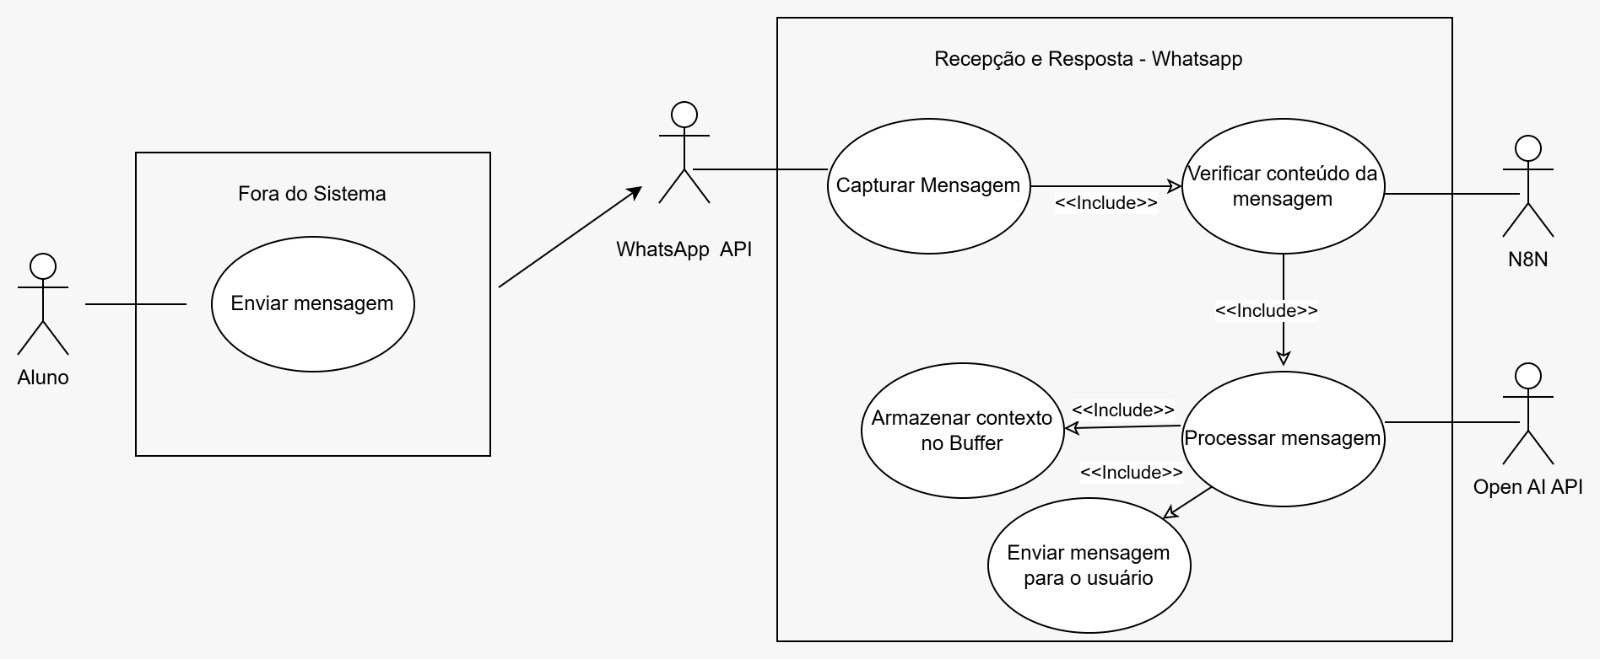 Recepção e Resposta - Whatsapp
Fora do Sistema
Enviar mensagem
Aluno
WhatsApp API
Capturar Mensagem
<<Include>>
Verificar conteúdo da
mensagem
N8N
<<Include>>
Armazenar contexto
no Buffer
<<Include>>
Processar mensagem
Open AI API
<<Include>>
Enviar mensagem
para o usuário